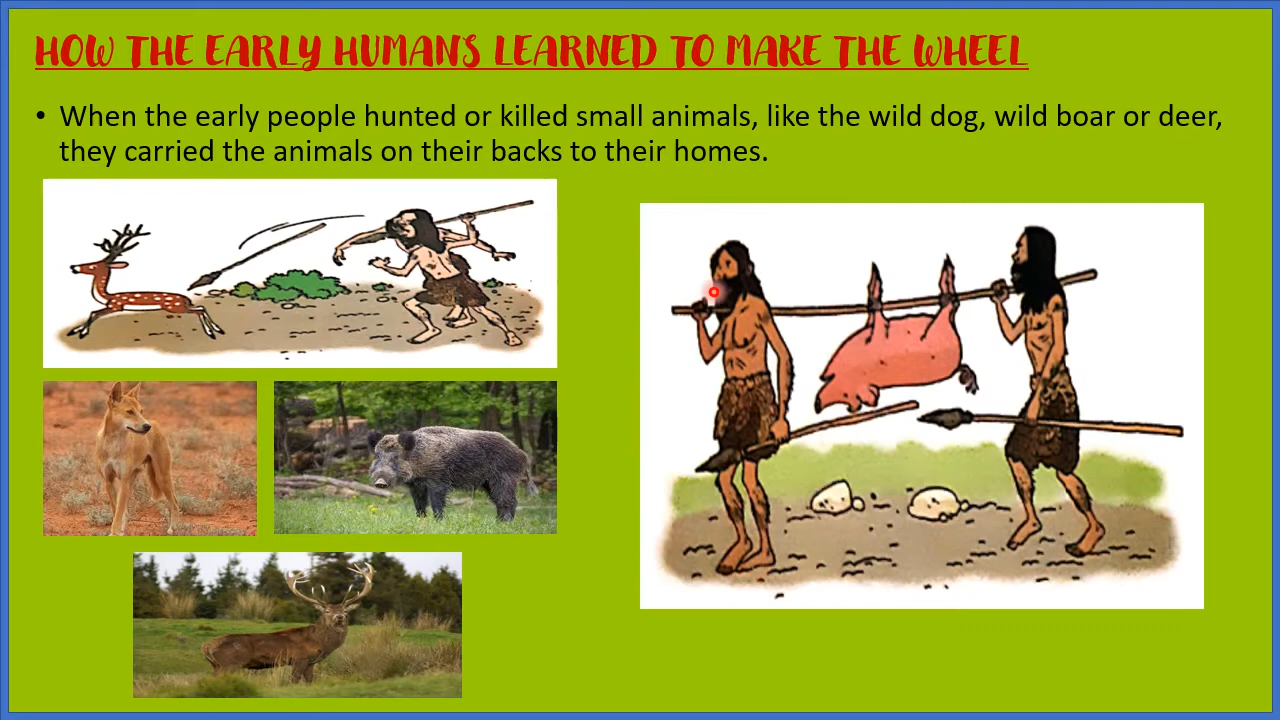 HOW THE EARLY HUMANS LEARNED TO MAKE THE WHEEL
• When the early people hunted or killed small animals, like the wild dog, wild boar or deer,
they carried the animals on their backs to their homes.